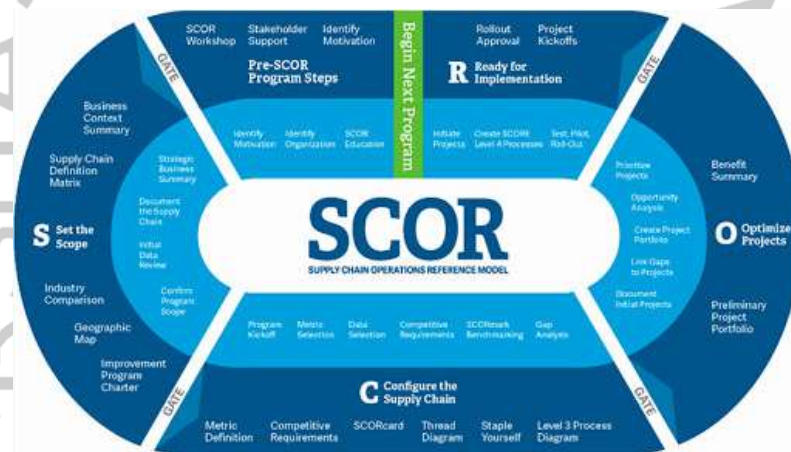 SCOR
Workshop
Stakeholder
Support
Identify
Motivation
Pre-SCOR
Program Steps
Begin Next Program
Rollout
Approval
Project
Kickoffs
R Ready for
Implementation
GATE
GATE
Identify
Motivation
Identify
Organization
SCOR
Education
Initiate
Projects
Create SCORE
Level 4 Processes
Test, Pilot,
Roll-Out
Business
Context
Summary
Supply Chain
Definition
Matrix
S Set the
Scope
Industry
Comparison
Geographic
Map
Improvement
Program
Charter
Strategic
Business
Summary
Document
the Supply
Chain
Initial
Data
Review
Confirm
Program
Scope
SCOR
SUPPLY CHAIN OPERATIONS REFERENCE MODEL
Prioritize
Projects
Opportunity
Analysis
Create Project
Portfolio
Link Gaps
to Projects
Document
Initial Projects
Benefit
Summary
O Optimize
Projects
Preliminary
Project
Portfolio
Program
Kickoff
Metric
Selection
Data
Selection
Competitive
Requirements
SCORmark
Benchmarking
Gap
Analysis
GATE
GATE
C Configure the
Supply Chain
Metric
Definition
Competitive
Requirements
SCORcard
Thread
Diagram
Staple
Yourself
Level 3 Process
Diagram